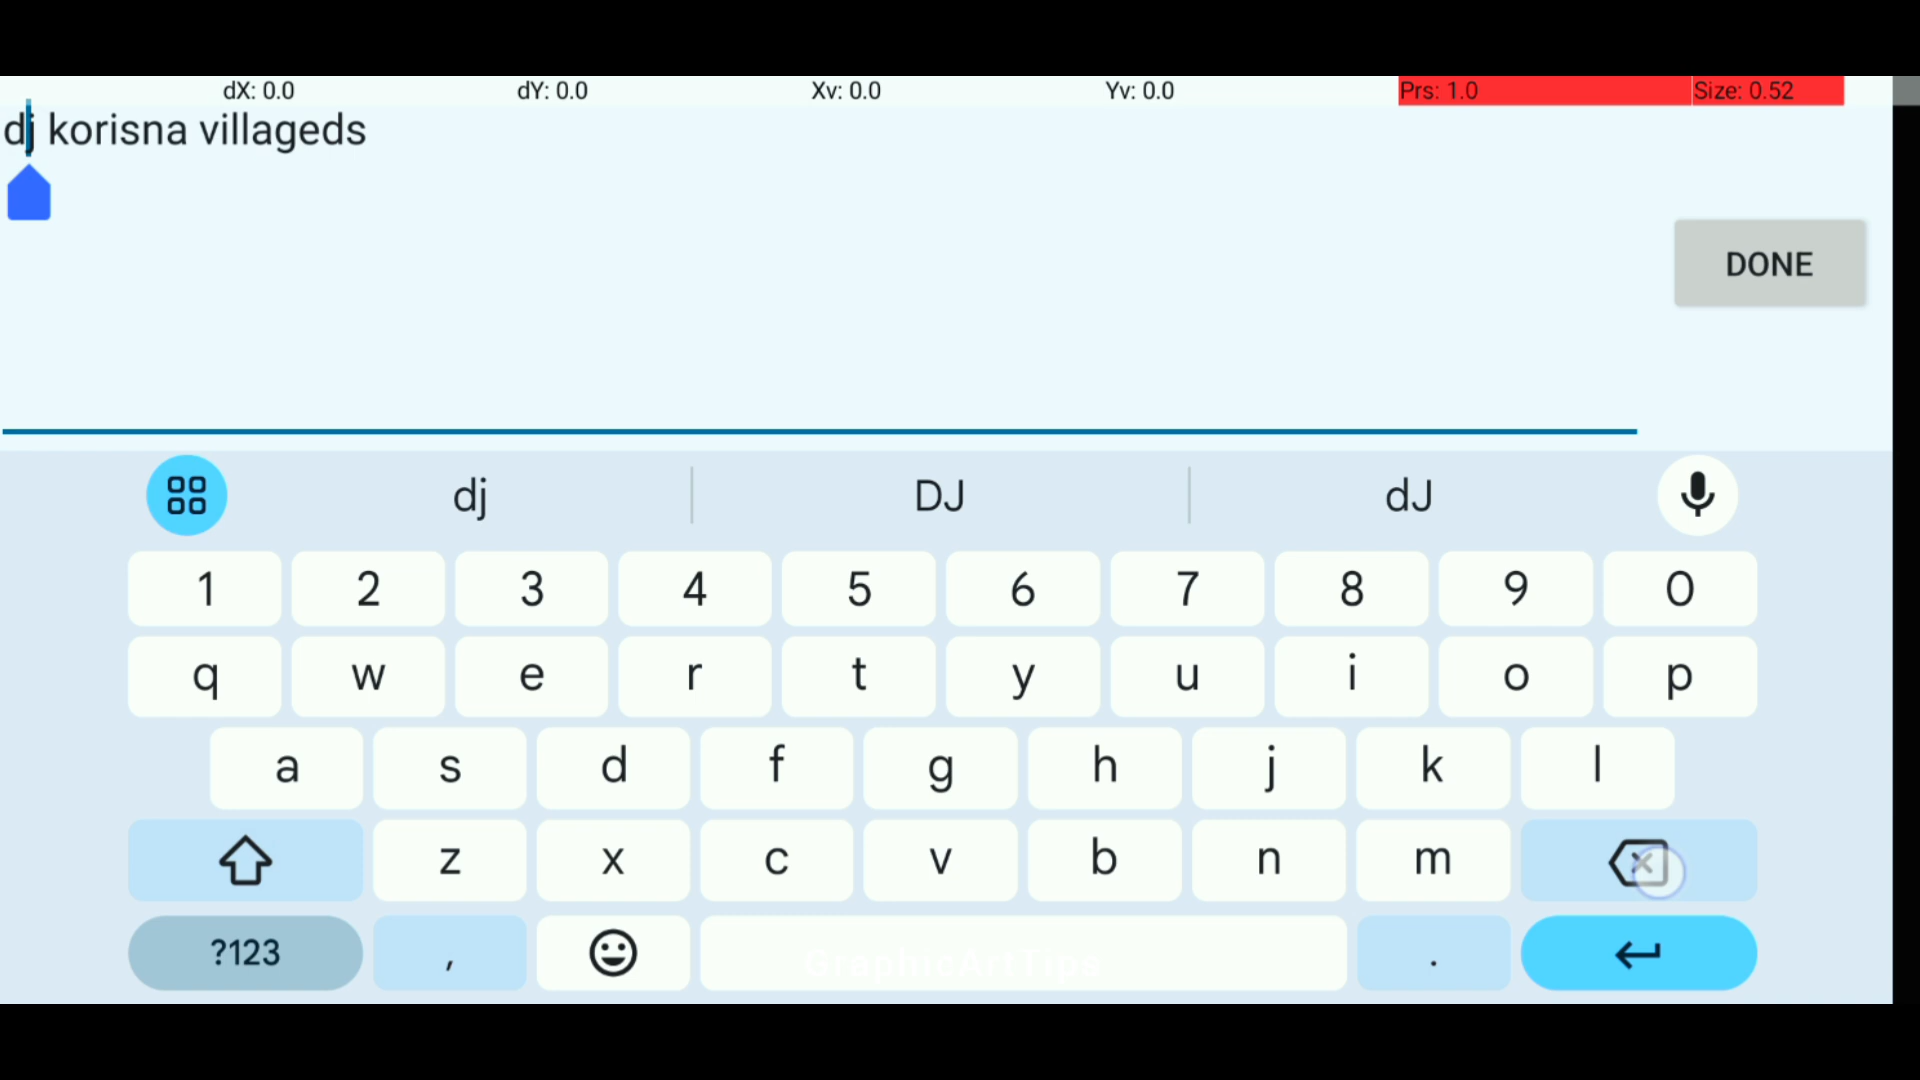 dX: 0.0 dY: 0.0 Xv: 0.0 Yv: 0.0 Prs: 1.0 Size: 0.52
dj korisna villageds
DONE
dj DJ dJ
1 2 3 4 5 6 7 8 9 0
q w e r t y u i o p
a s d f g h j k l
z x c v b n m
?123 , GraphicArtTips .